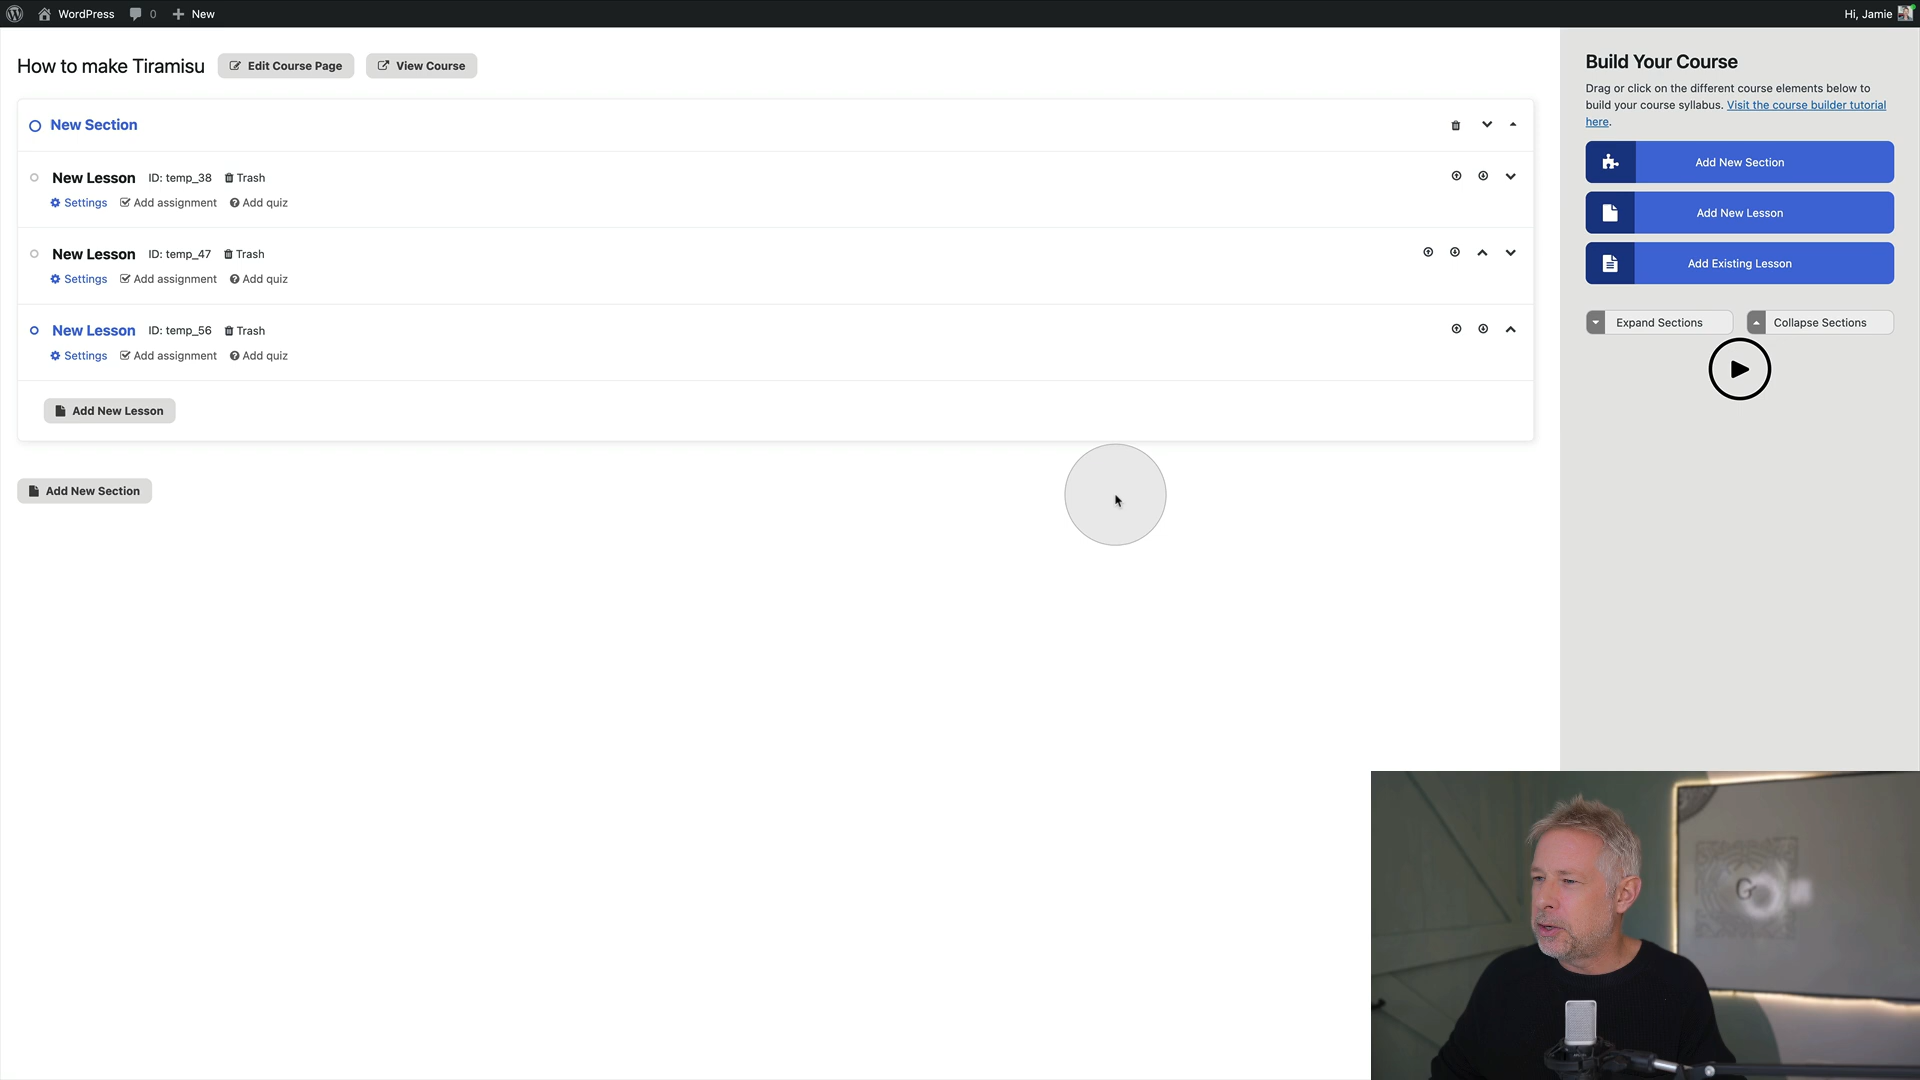 WordPress 0 New Hi, Jamie
How to make Tiramisu Edit Course Page View Course
New Section
New Lesson ID: temp_38 Trash
Settings Add assignment Add quiz
New Lesson ID: temp_47 Trash
Settings Add assignment Add quiz
New Lesson ID: temp_56 Trash
Settings Add assignment Add quiz
Add New Lesson
Add New Section
Build Your Course
Drag or click on the different course elements below to
build your course syllabus. Visit the course builder tutorial
here.
Add New Section
Add New Lesson
Add Existing Lesson
Expand Sections Collapse Sections
G